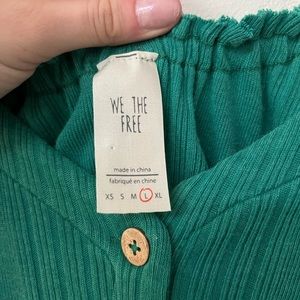 WE THE
FREE
made in china
fabriqué en chine
XS S M L XL